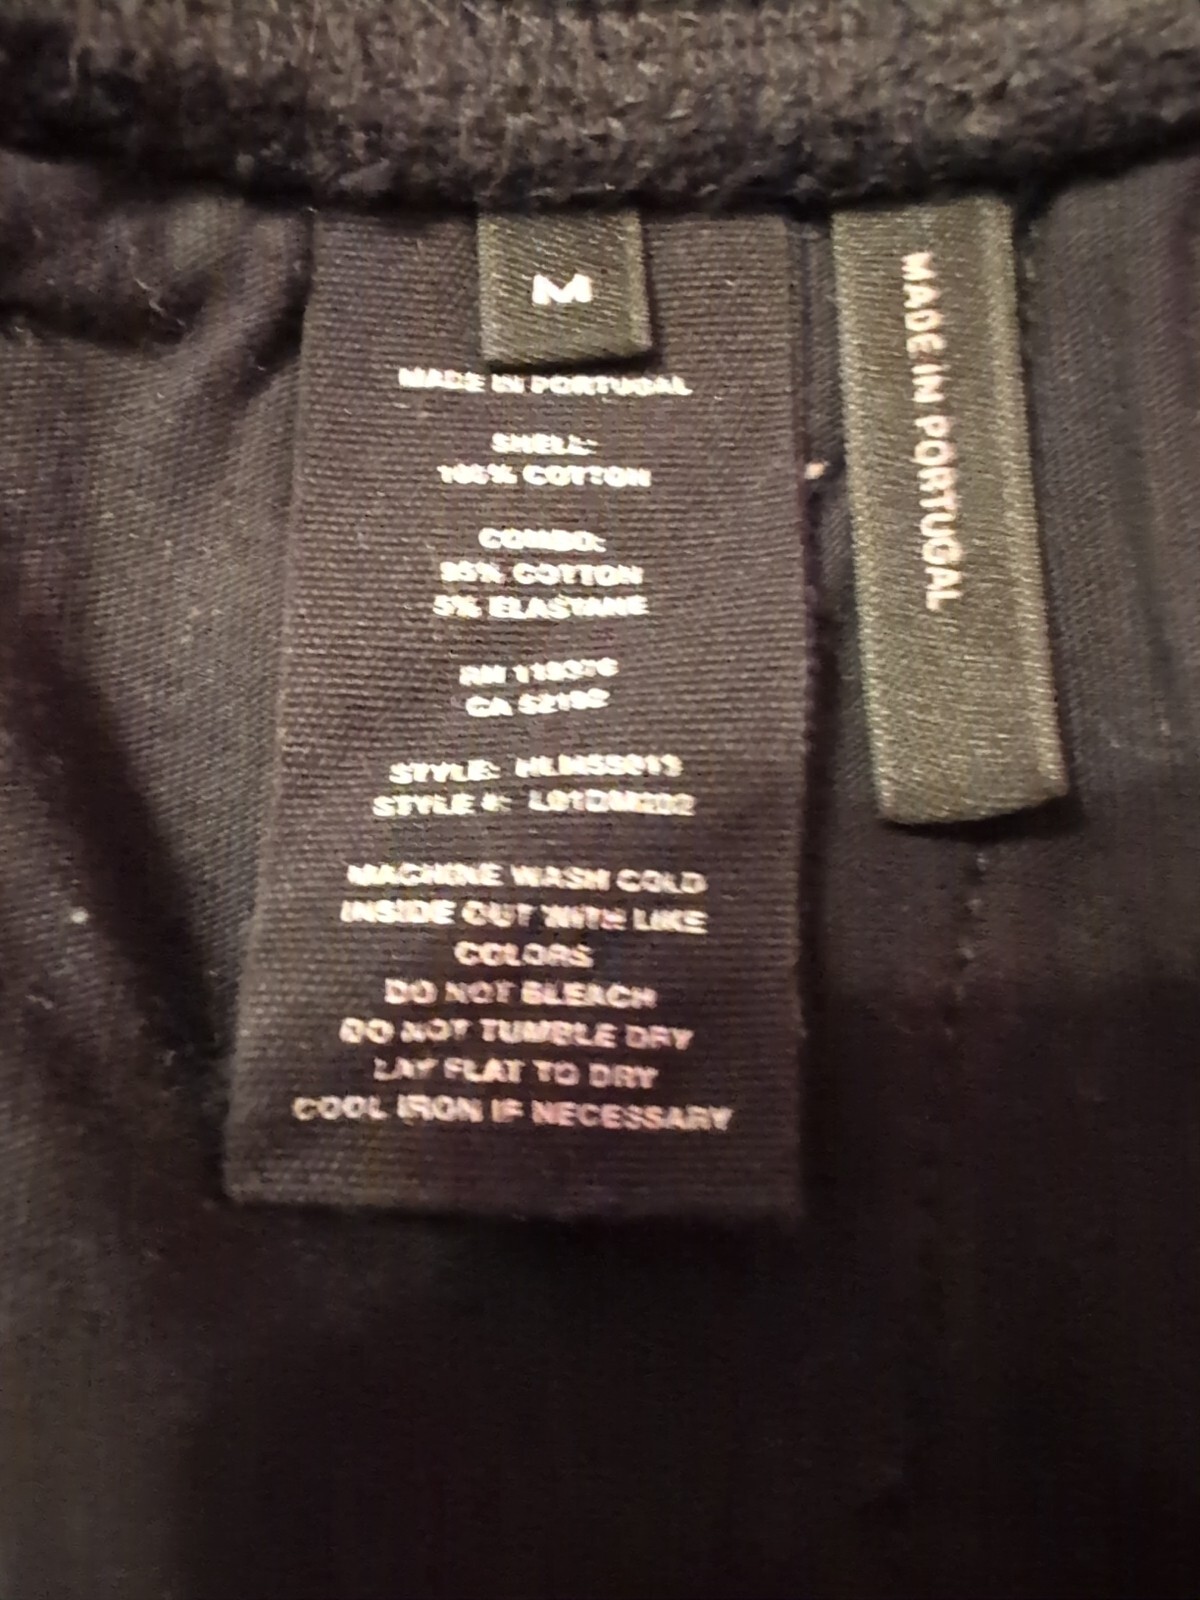 M
MADE IN PORTUGAL
SHELL:
100% COTTON
COMBO:
95% COTTON
5% ELASTANE
RN
CA
STYLE:
STYLE #:
MACHINE WASH COLD
INSIDE OUT WITH LIKE
COLORS
DO NOT BLEACH
DO NOT TUMBLE DRY
LAY FLAT TO DRY
COOL IRON IF NECESSARY
MADE IN PORTUGAL